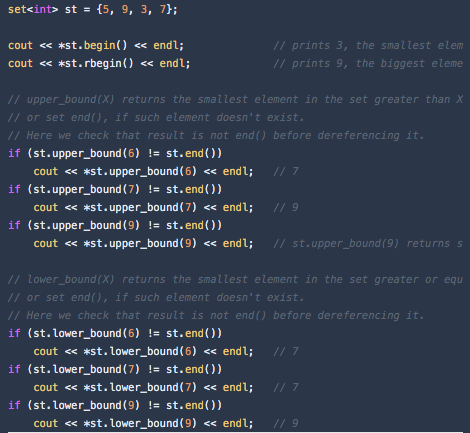 set<int> st = {5, 9, 3, 7};
cout << *st.begin() << endl; // prints 3, the smallest elem
cout << *st.rbegin() << endl; // prints 9, the biggest eleme
// upper_bound(X) returns the smallest element in the set greater than X
// or set end(), if such element doesn't exist.
// Here we check that result is not end() before dereferencing it.
if (st.upper_bound(6) != st.end())
    cout << *st.upper_bound(6) << endl; // 7
if (st.upper_bound(7) != st.end())
    cout << *st.upper_bound(7) << endl; // 9
if (st.upper_bound(9) != st.end())
    cout << *st.upper_bound(9) << endl; // st.upper_bound(9) returns s
// lower_bound(X) returns the smallest element in the set greater or equ
// or set end(), if such element doesn't exist.
// Here we check that result is not end() before dereferencing it.
if (st.lower_bound(6) != st.end())
    cout << *st.lower_bound(6) << endl; // 7
if (st.lower_bound(7) != st.end())
    cout << *st.lower_bound(7) << endl; // 7
if (st.lower_bound(9) != st.end())
    cout << *st.lower_bound(9) << endl; // 9